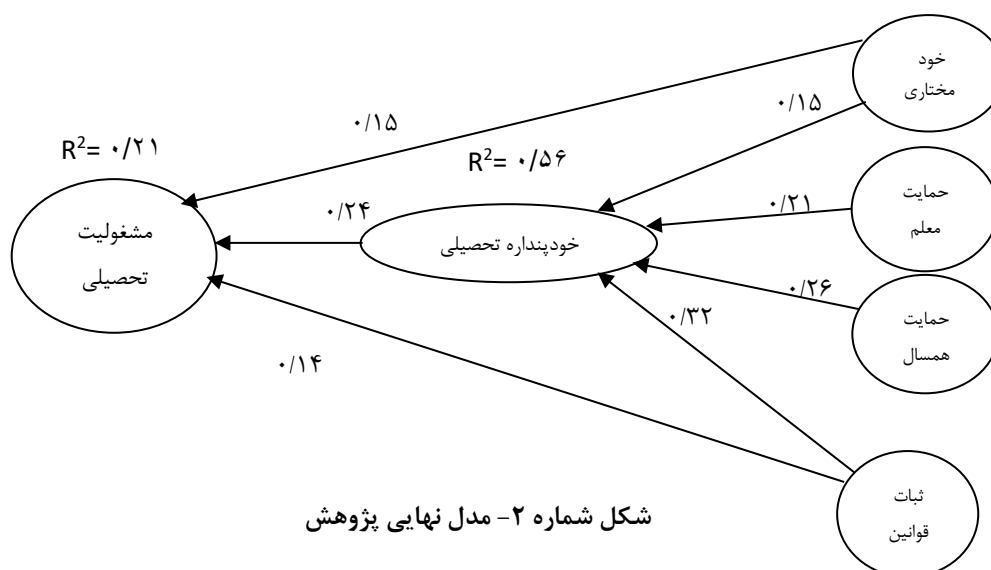 خود
مختاری
۰/۱۵
۰/۱۵
R²= ۰/۲۱
R²= ۰/۵۶
حمایت
معلم
۰/۲۱
۰/۲۴
مشغولیت
تحصیلی
خودپنداره تحصیلی
۰/۲۶
حمایت
همسال
۰/۳۲
۰/۱۴
ثبات
قوانین
شکل شماره ۲- مدل نهایی پژوهش